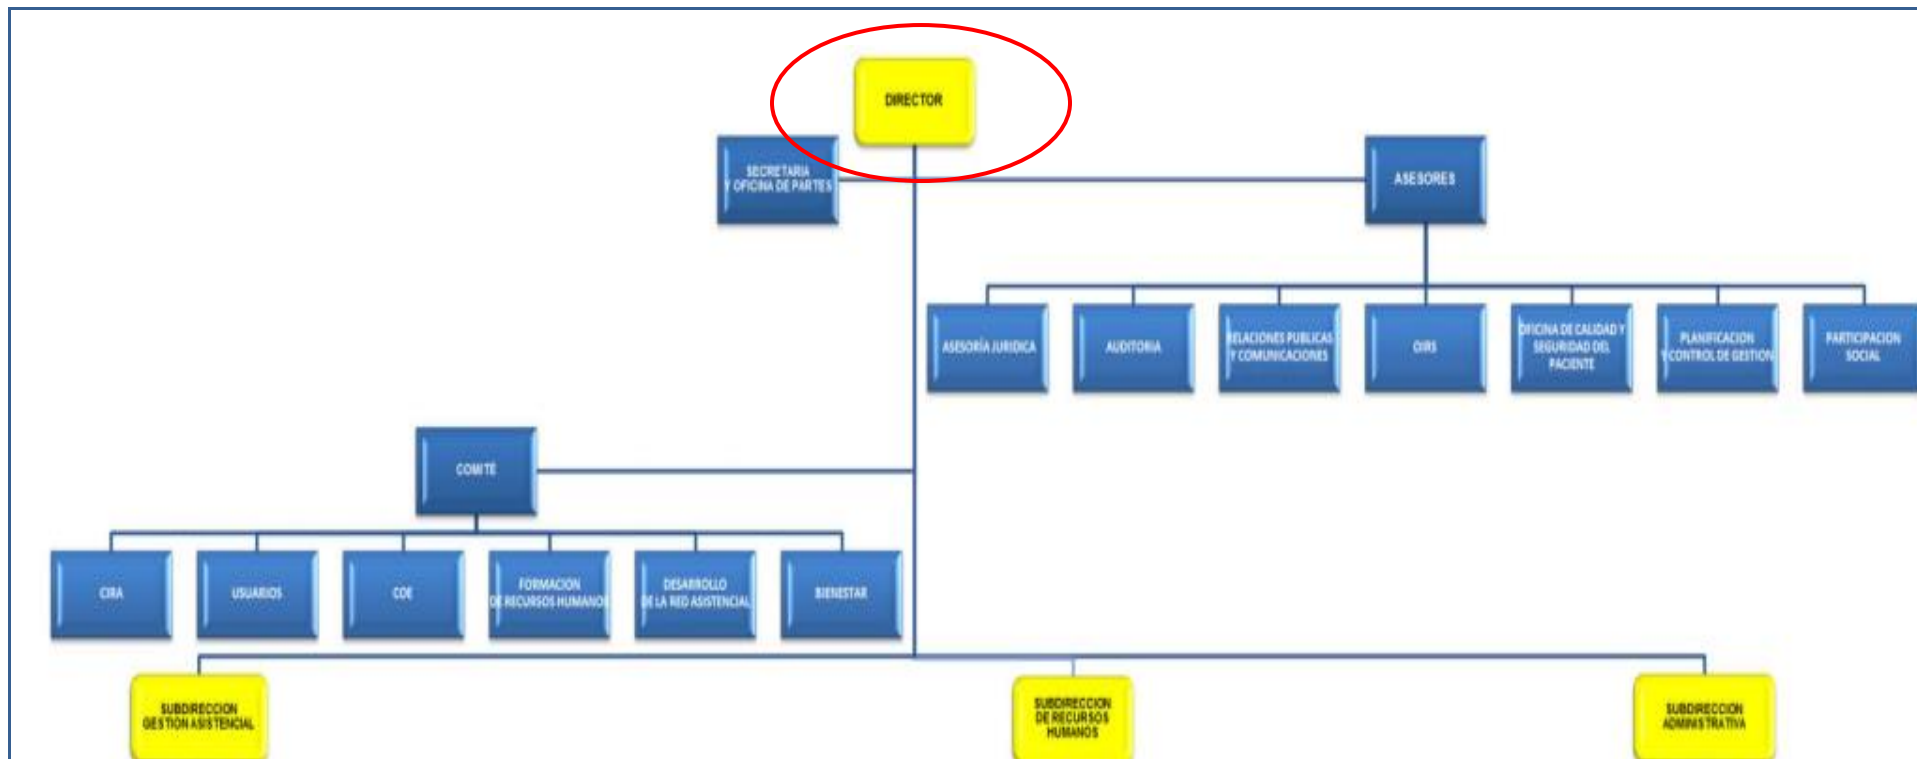 DIRECTOR
SECRETARIA
Y OFICINA DE PARTES
ASESORES
ASESORÍA JURIDICA
AUDITORIA
RELACIONES PUBLICAS
Y COMUNICACIONES
OIRS
OFICINA DE CALIDAD Y
SEGURIDAD DEL
PACIENTE
PLANIFICACION
Y CONTROL DE GESTION
PARTICIPACION
SOCIAL
COMITÉ
CIRA
USUARIOS
COE
FORMACION
DE RECURSOS HUMANOS
DESARROLLO
DE LA RED ASISTENCIAL
BIENESTAR
SUBDIRECCION
GESTION ASISTENCIAL
SUBDIRECCION
DE RECURSOS
HUMANOS
SUBDIRECCION
ADMINISTRATIVA